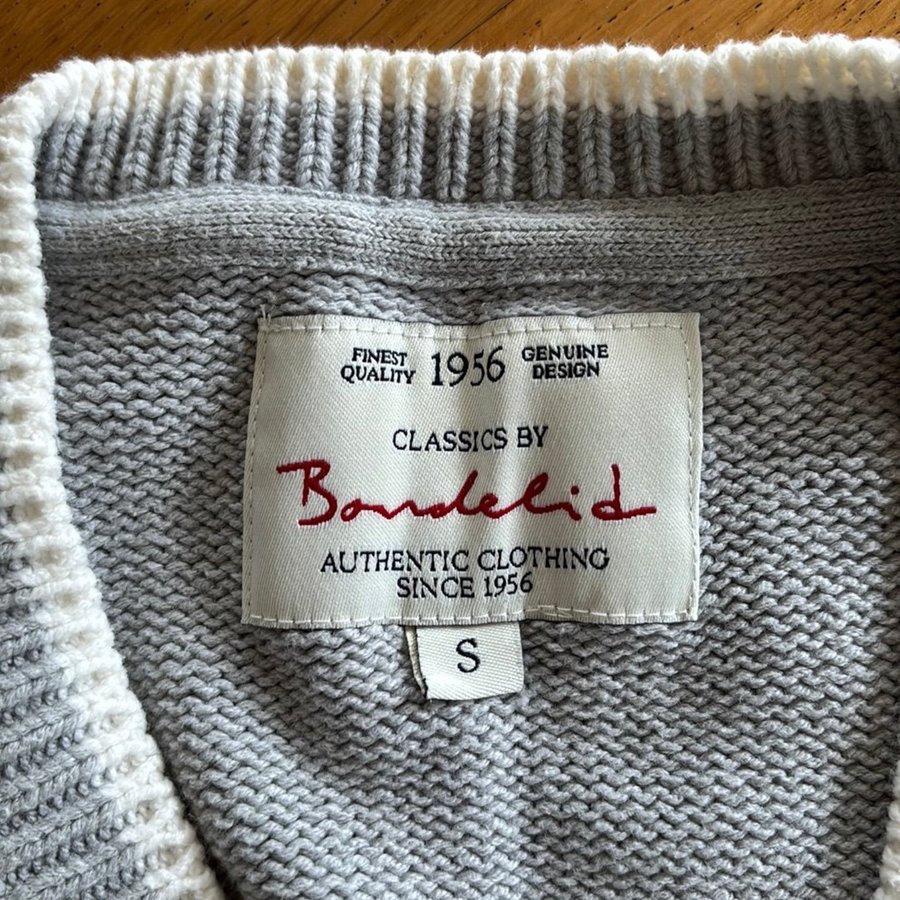 FINEST QUALITY 1956 GENUINE DESIGN
CLASSICS BY
Bondelid
AUTHENTIC CLOTHING
SINCE 1956
S